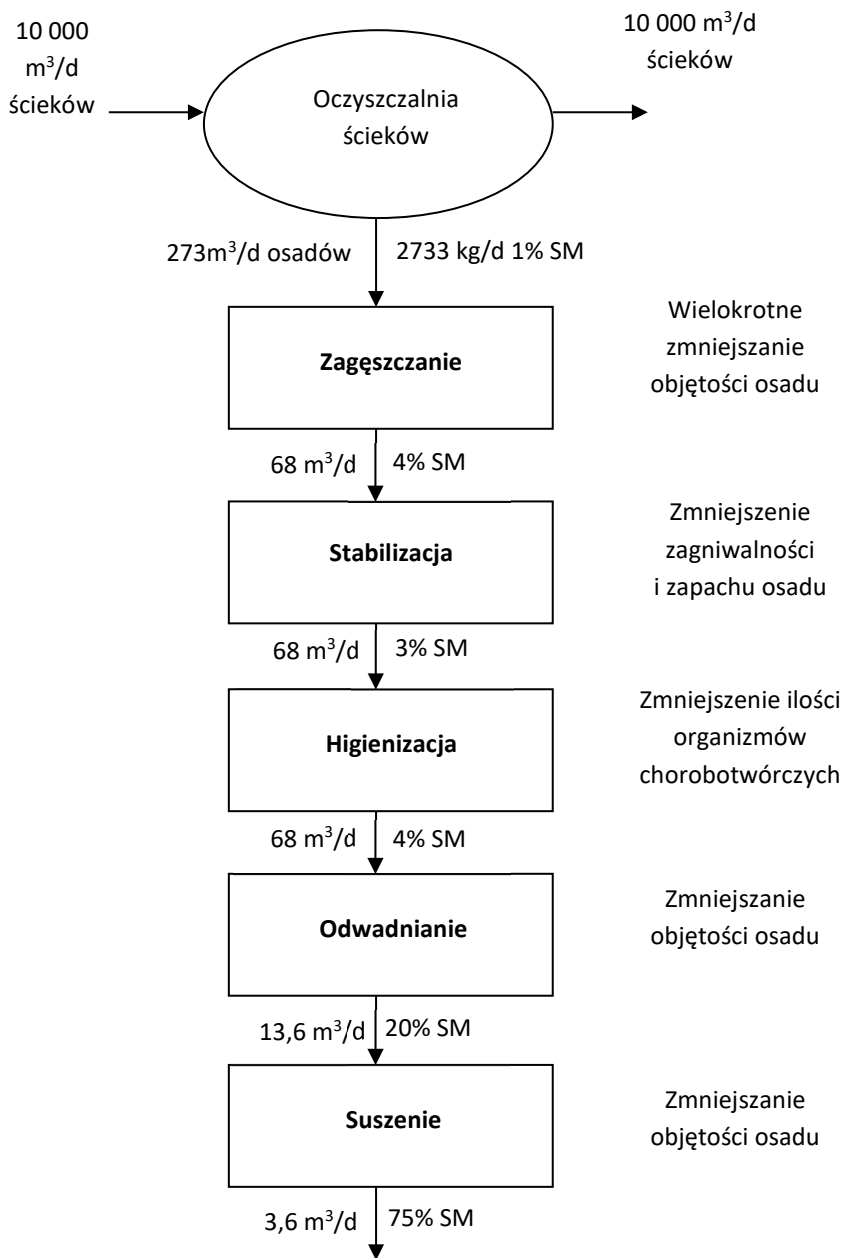 10 000
m³/d
ścieków
10 000 m³/d
ścieków
Oczyszczalnia
ścieków
273m³/d osadów
2733 kg/d 1% SM
Zagęszczanie
Wielokrotne
zmniejszanie
objętości osadu
68 m³/d
4% SM
Stabilizacja
Zmniejszenie
zagniwalności
i zapachu osadu
68 m³/d
3% SM
Higienizacja
Zmniejszenie ilości
organizmów
chorobotwórczych
68 m³/d
4% SM
Odwadnianie
Zmniejszanie
objętości osadu
13,6 m³/d
20% SM
Suszenie
Zmniejszanie
objętości osadu
3,6 m³/d
75% SM